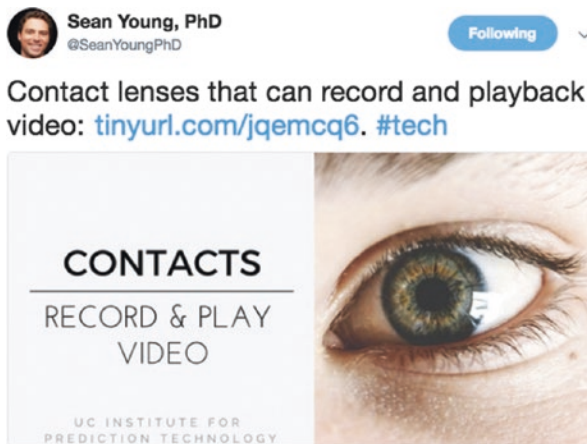 Sean Young, PhD
@SeanYoungPhD
Following
Contact lenses that can record and playback
video: tinyurl.com/jqemcq6. #tech
CONTACTS
RECORD & PLAY
VIDEO
UC INSTITUTE FOR
PREDICTION TECHNOLOGY